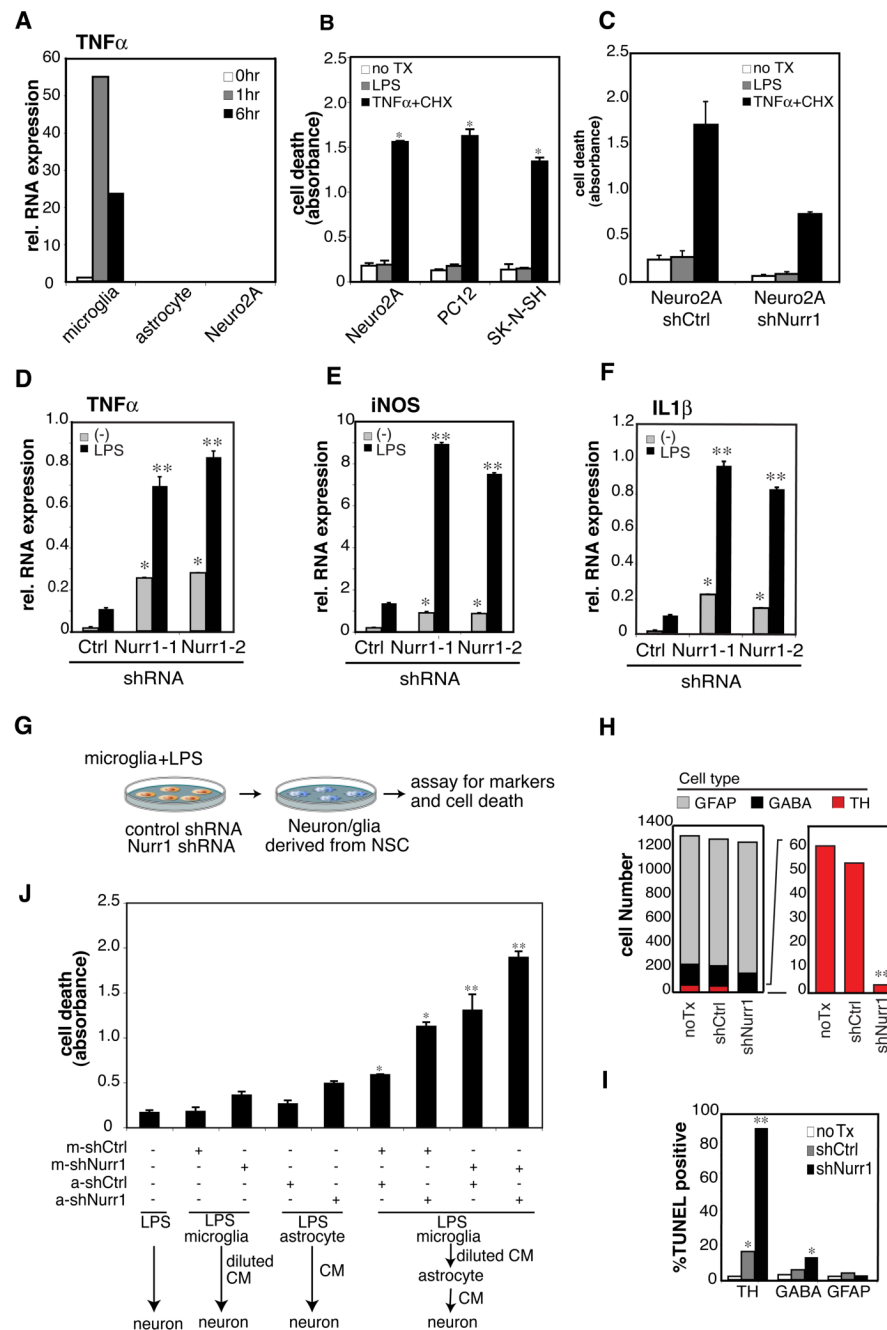 A
TNFα
rel. RNA expression
60
50
40
30
20
10
0
0hr
1hr
6hr
microglia
astrocyte
Neuro2A
B
cell death
(absorbance)
2.5
2.0
1.5
1.0
0.5
0
no TX
LPS
TNFα+CHX
*
*
*
Neuro2A
PC12
SK-N-SH
C
cell death
(absorbance)
2.5
2.0
1.5
1.0
0.5
0
no TX
LPS
TNFα+CHX
Neuro2A
shCtrl
Neuro2A
shNurr1
D
TNFα
rel. RNA expression
1.0
0.8
0.6
0.4
0.2
0
(-)
LPS
*
**
*
**
Ctrl Nurr1-1 Nurr1-2
shRNA
E
iNOS
rel. RNA expression
10
8
6
4
2
0
(-)
LPS
*
**
*
**
Ctrl Nurr1-1 Nurr1-2
shRNA
F
IL1β
rel. RNA expression
1.2
1.0
0.8
0.6
0.4
0.2
0
(-)
LPS
*
**
*
**
Ctrl Nurr1-1 Nurr1-2
shRNA
G
microglia+LPS
control shRNA
Nurr1 shRNA
Neuron/glia
derived from NSC
assay for markers
and cell death
H
Cell type
GFAP GABA TH
cell Number
1400
1200
1000
800
600
400
200
0
noTx
shCtrl
shNurr1
60
50
40
30
20
10
0
**
noTx
shCtrl
shNurr1
J
cell death
(absorbance)
2.5
2.0
1.5
1.0
0.5
0
*
*
**
**
m-shCtrl - + - - - + + - -
m-shNurr1 - - + - - - - + +
a-shCtrl - - - + - + - + -
a-shNurr1 - - - - + - + - +
LPS
neuron
LPS
microglia
diluted
CM
neuron
LPS
astrocyte
CM
neuron
LPS
microglia
diluted CM
astrocyte
CM
neuron
I
%TUNEL positive
100
80
60
40
20
0
noTx
shCtrl
shNurr1
*
**
*
TH GABA GFAP